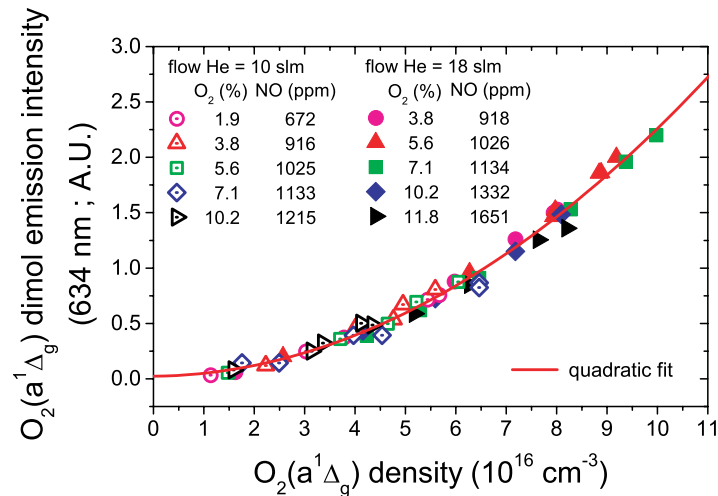 O₂(a¹Δg) dimol emission intensity
(634 nm ; A.U.)
3.0
2.5
2.0
1.5
1.0
0.5
0.0
flow He = 10 slm
O₂ (%) NO (ppm)
1.9 672
3.8 916
5.6 1025
7.1 1133
10.2 1215
flow He = 18 slm
O₂ (%) NO (ppm)
3.8 918
5.6 1026
7.1 1134
10.2 1332
11.8 1651
quadratic fit
0 1 2 3 4 5 6 7 8 9 10 11
O₂(a¹Δg) density (10¹⁶ cm⁻³)